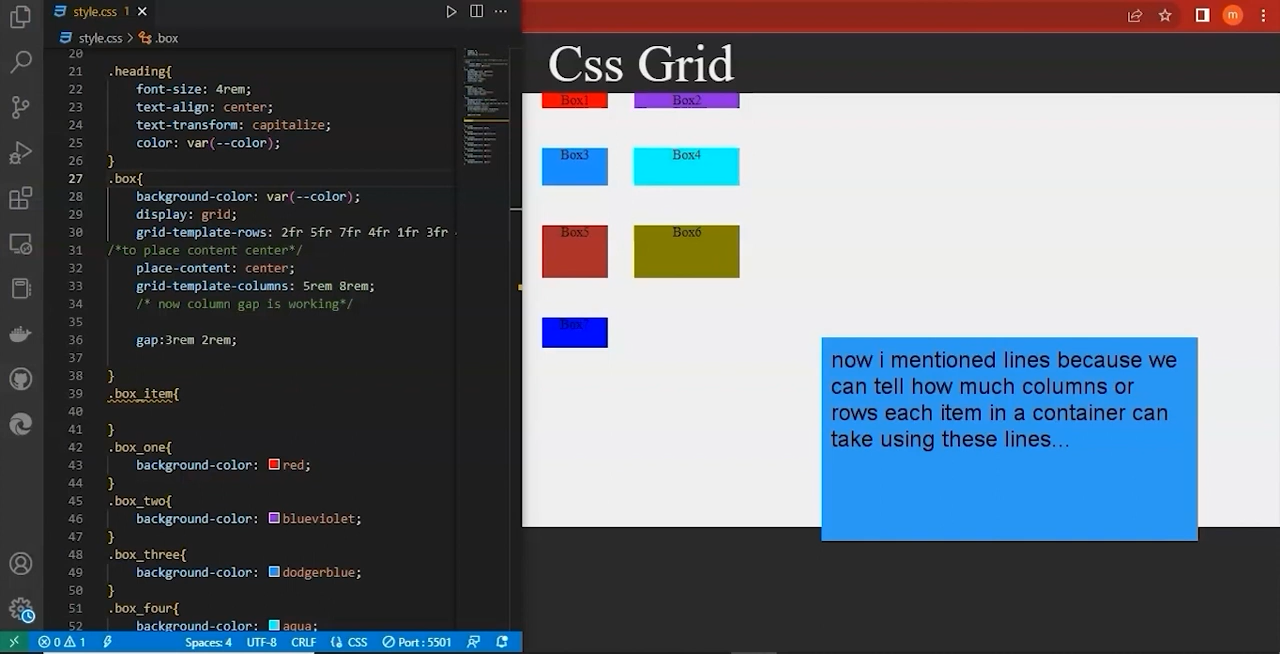 style.css 1
style.css > .box
20
21 .heading{
22 font-size: 4rem;
23 text-align: center;
24 text-transform: capitalize;
25 color: var(--color);
26 }
27 .box{
28 background-color: var(--color);
29 display: grid;
30 grid-template-rows: 2fr 5fr 7fr 4fr 1fr 3fr
31 /*to place content center*/
32 place-content: center;
33 grid-template-columns: 5rem 8rem;
34 /* now column gap is working*/
35
36 gap:3rem 2rem;
37
38 }
39 .box_item{
40
41 }
42 .box_one{
43 background-color: red;
44 }
45 .box_two{
46 background-color: blueviolet;
47 }
48 .box_three{
49 background-color: dodgerblue;
50 }
51 .box_four{
52 background-color: aqua;
0 1 Spaces: 4 UTF-8 CRLF CSS Port : 5501
m
Css Grid
Box1 Box2
Box3 Box4
Box5 Box6
Box7
now i mentioned lines because we
can tell how much columns or
rows each item in a container can
take using these lines...